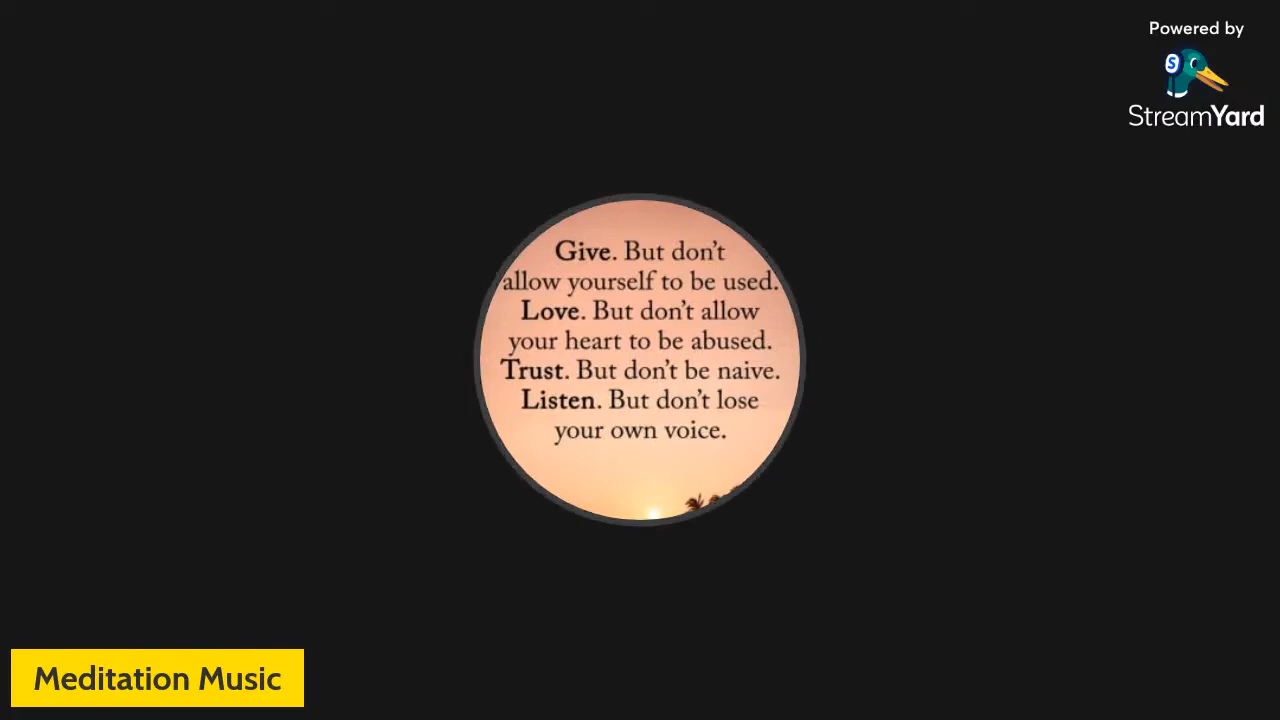 Powered by
S
StreamYard
Give. But don't
allow yourself to be used.
Love. But don't allow
your heart to be abused.
Trust. But don't be naive.
Listen. But don't lose
your own voice.
Meditation Music